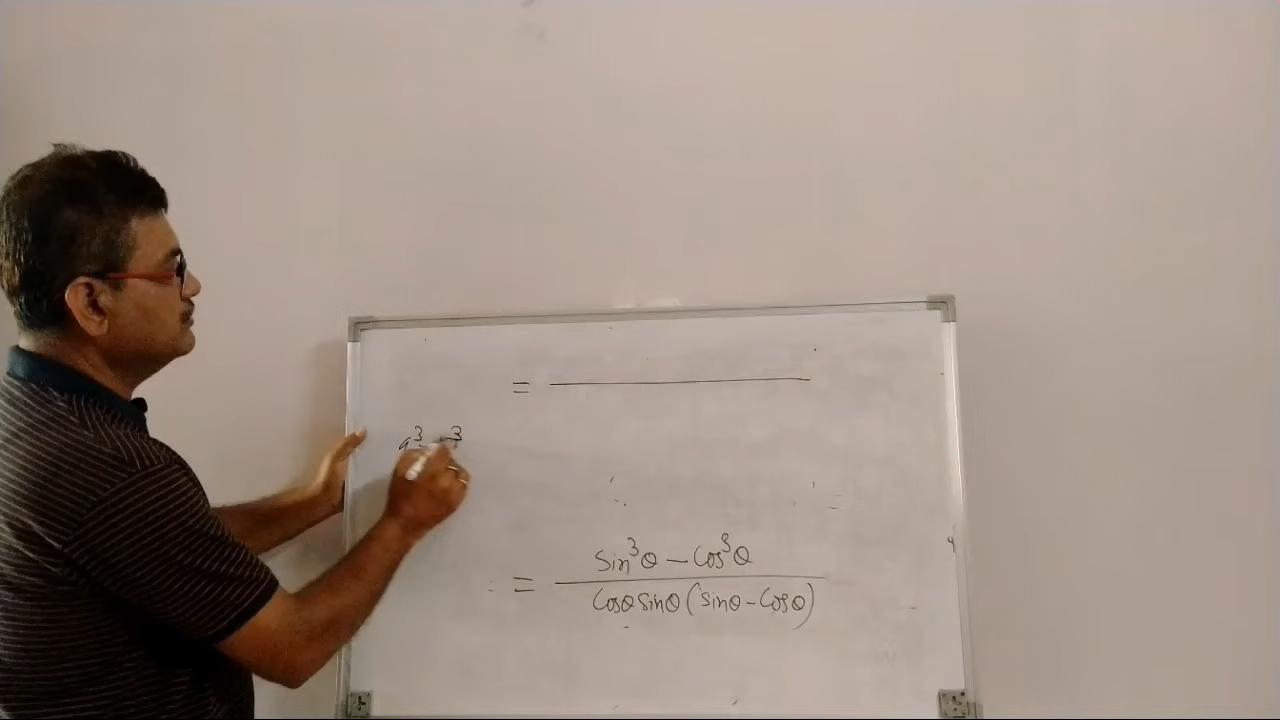 =
a³ - b³
= sin³θ - cos³θ
cosθ sinθ (sinθ - cosθ)